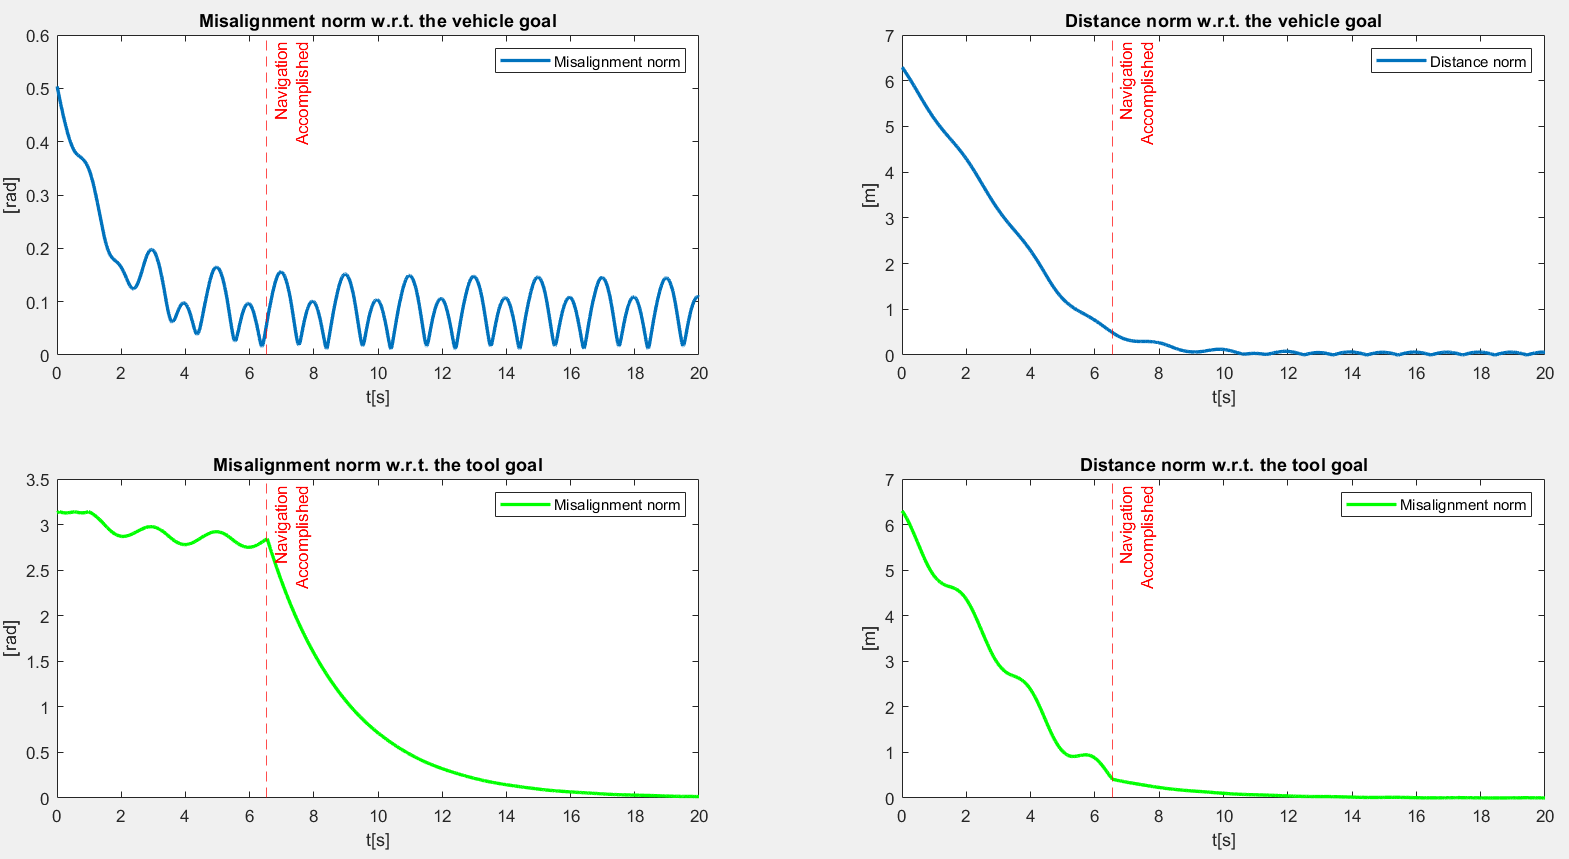 Misalignment norm w.r.t. the vehicle goal
0.6
0.5
0.4
0.3
0.2
0.1
0
[rad]
Navigation
Accomplished
Misalignment norm
0 2 4 6 8 10 12 14 16 18 20
t[s]
Distance norm w.r.t. the vehicle goal
7
6
5
4
3
2
1
0
[m]
Navigation
Accomplished
Distance norm
0 2 4 6 8 10 12 14 16 18 20
t[s]
Misalignment norm w.r.t. the tool goal
3.5
3
2.5
2
1.5
1
0.5
0
[rad]
Navigation
Accomplished
Misalignment norm
0 2 4 6 8 10 12 14 16 18 20
t[s]
Distance norm w.r.t. the tool goal
7
6
5
4
3
2
1
0
[m]
Navigation
Accomplished
Misalignment norm
0 2 4 6 8 10 12 14 16 18 20
t[s]